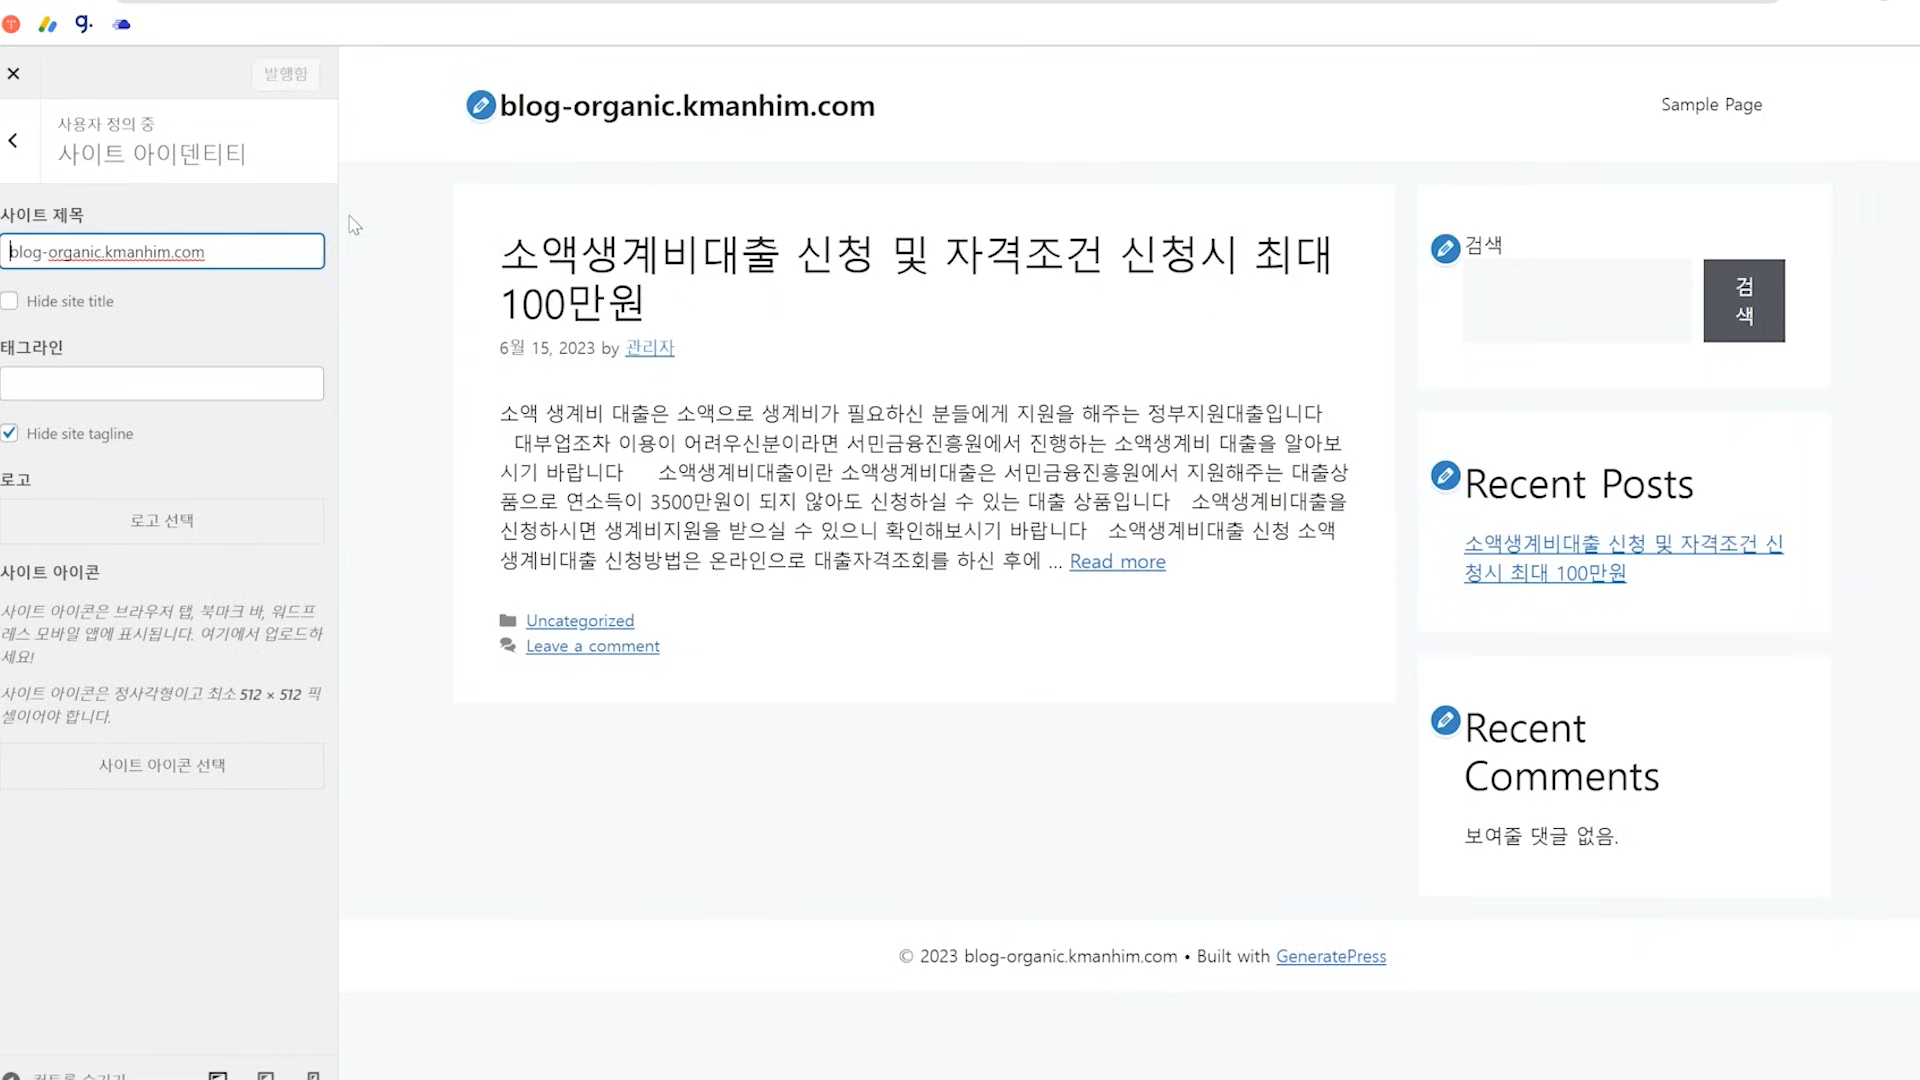 g.
발행함
사용자 정의 중
사이트 아이덴티티
사이트 제목
blog-organic.kmanhim.com
Hide site title
태그라인
Hide site tagline
로고
로고 선택
사이트 아이콘
사이트 아이콘은 브라우저 탭, 북마크 바, 워드프
레스 모바일 앱에 표시됩니다. 여기에서 업로드하
세요!
사이트 아이콘은 정사각형이고 최소 512 × 512 픽
셀이어야 합니다.
사이트 아이콘 선택
blog-organic.kmanhim.com
Sample Page
소액생계비대출 신청 및 자격조건 신청시 최대
100만원
6월 15, 2023 by 관리자
소액 생계비 대출은 소액으로 생계비가 필요하신 분들에게 지원을 해주는 정부지원대출입니다
대부업조차 이용이 어려우신분이라면 서민금융진흥원에서 진행하는 소액생계비 대출을 알아보
시기 바랍니다 소액생계비대출이란 소액생계비대출은 서민금융진흥원에서 지원해주는 대출상
품으로 연소득이 3500만원이 되지 않아도 신청하실 수 있는 대출 상품입니다 소액생계비대출을
신청하시면 생계비지원을 받으실 수 있으니 확인해보시기 바랍니다 소액생계비대출 신청 소액
생계비대출 신청방법은 온라인으로 대출자격조회를 하신 후에 ... Read more
Uncategorized
Leave a comment
검색
검
색
Recent Posts
소액생계비대출 신청 및 자격조건 신
청시 최대 100만원
Recent
Comments
보여줄 댓글 없음.
© 2023 blog-organic.kmanhim.com • Built with GeneratePress